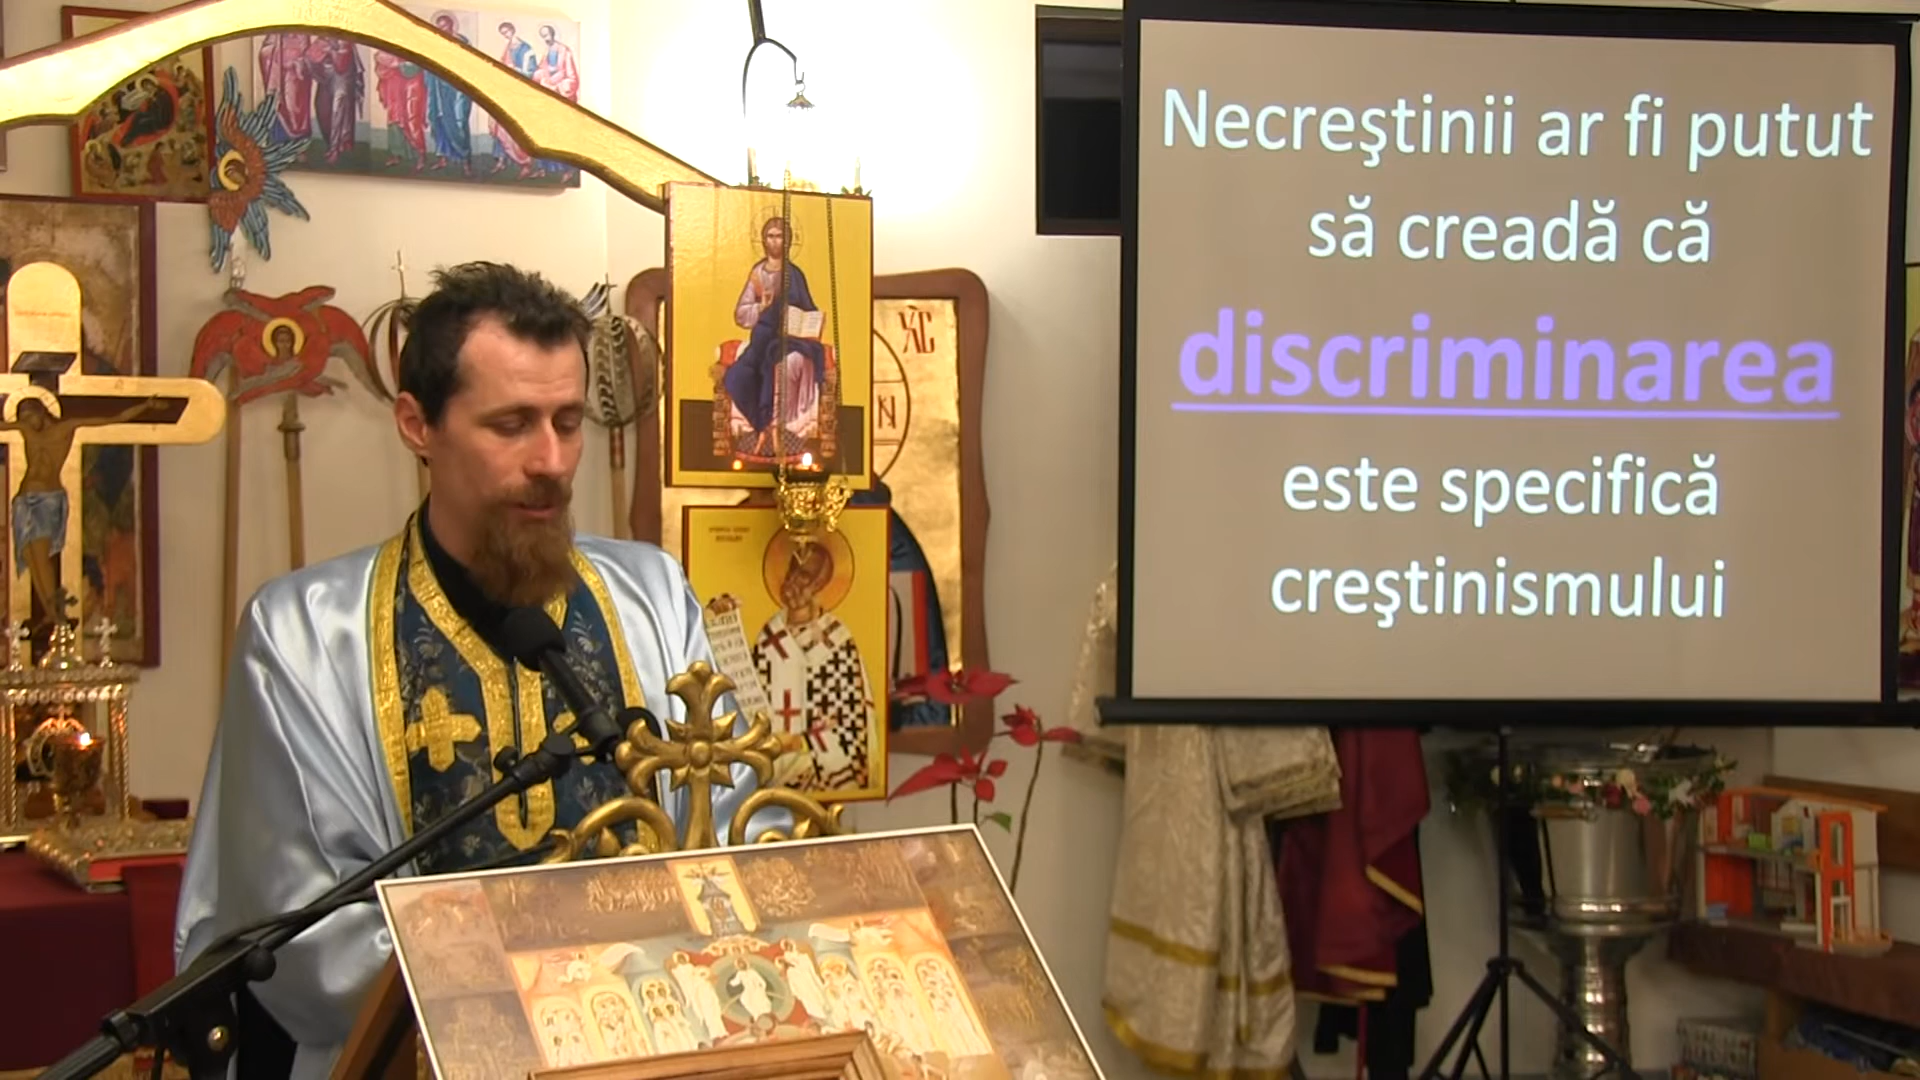 Necreştinii ar fi putut
să creadă că
discriminarea
este specifică
creştinismului